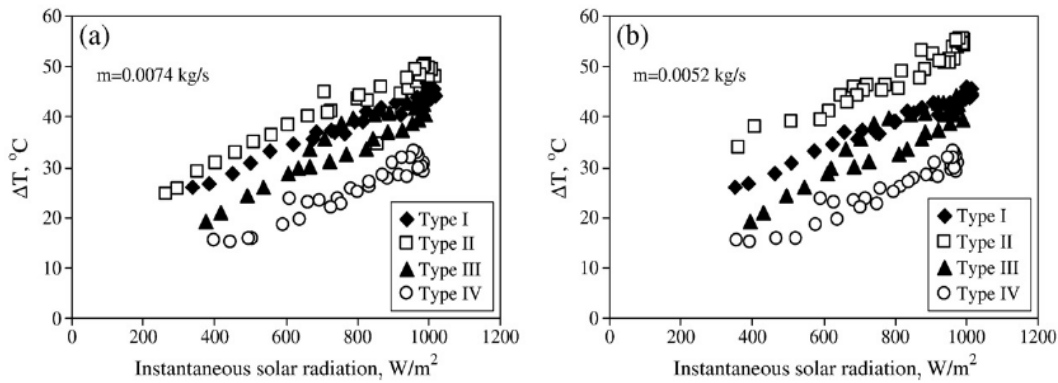 (a)
m=0.0074 kg/s
60
50
40
30
20
10
0
ΔT, °C
0 200 400 600 800 1000 1200
Instantaneous solar radiation, W/m²
Type I
Type II
Type III
Type IV
(b)
m=0.0052 kg/s
60
50
40
30
20
10
0
ΔT, °C
0 200 400 600 800 1000 1200
Instantaneous solar radiation, W/m²
Type I
Type II
Type III
Type IV